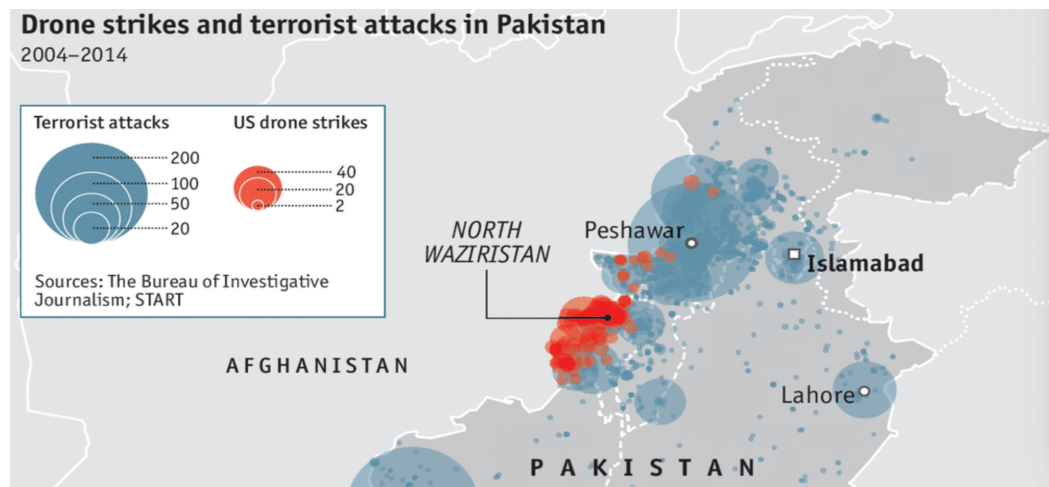 Drone strikes and terrorist attacks in Pakistan
2004–2014
Terrorist attacks
200
100
50
20
US drone strikes
40
20
2
Sources: The Bureau of Investigative
Journalism; START
NORTH
WAZIRISTAN
Peshawar
Islamabad
AFGHANISTAN
Lahore
PAKISTAN